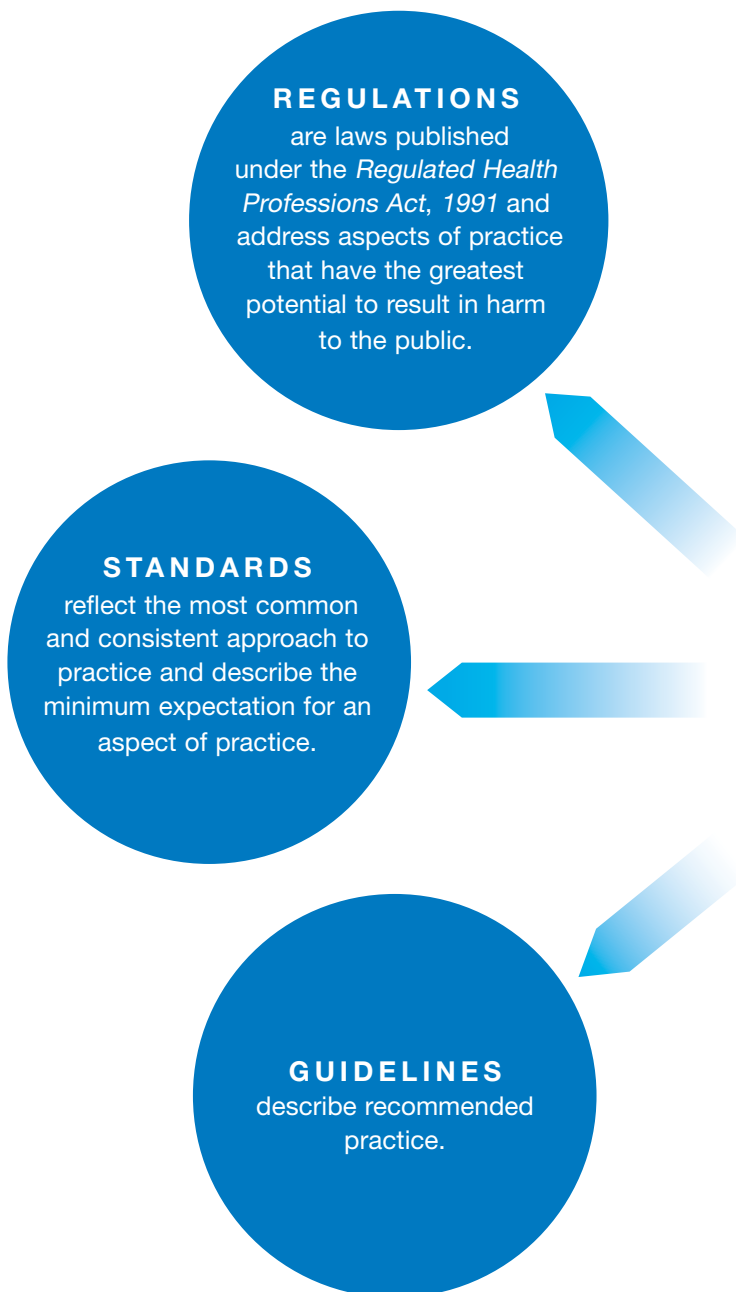 REGULATIONS
are laws published
under the Regulated Health
Professions Act, 1991 and
address aspects of practice
that have the greatest
potential to result in harm
to the public.
STANDARDS
reflect the most common
and consistent approach to
practice and describe the
minimum expectation for an
aspect of practice.
GUIDELINES
describe recommended
practice.